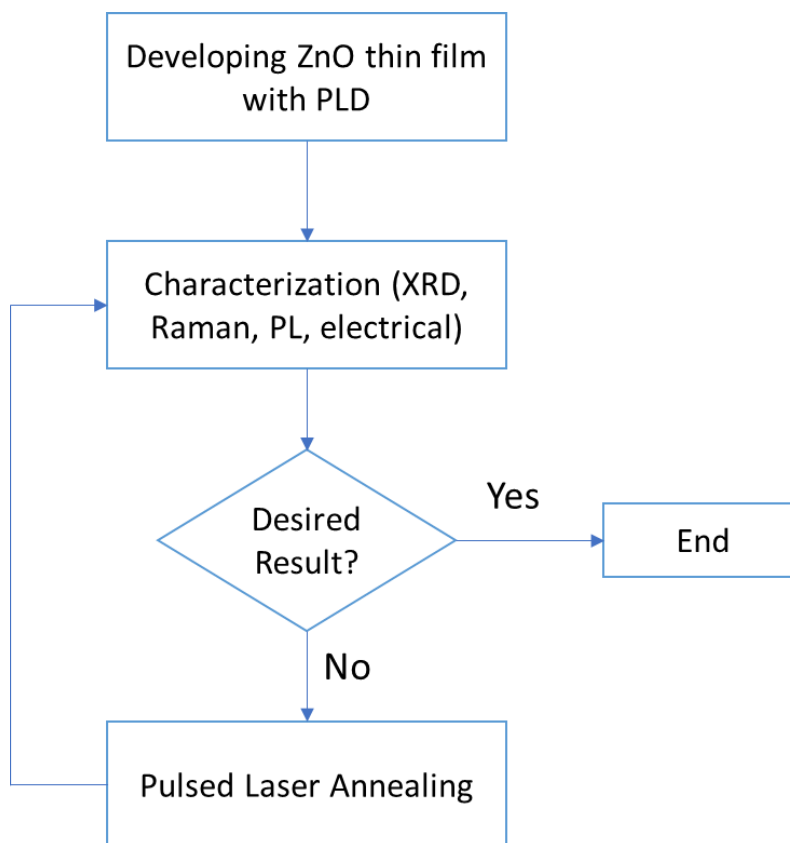 Developing ZnO thin film
with PLD
Characterization (XRD,
Raman, PL, electrical)
Desired
Result?
Yes
End
No
Pulsed Laser Annealing